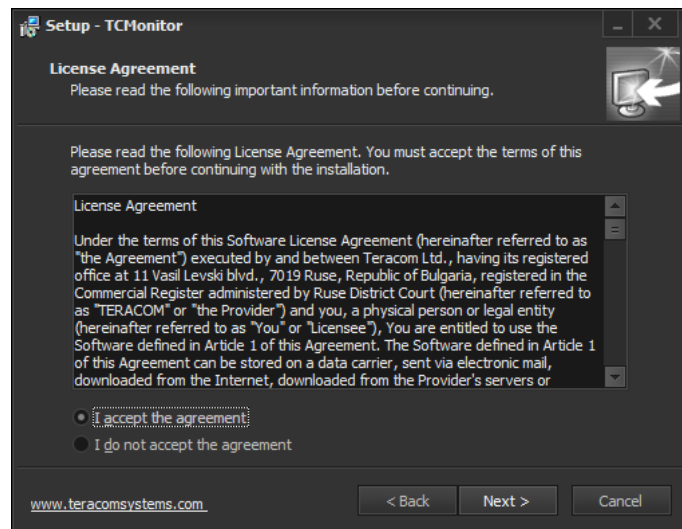 Setup - TCMonitor
License Agreement
Please read the following important information before continuing.
Please read the following License Agreement. You must accept the terms of this
agreement before continuing with the installation.
License Agreement
Under the terms of this Software License Agreement (hereinafter referred to as
"the Agreement") executed by and between Teracom Ltd., having its registered
office at 11 Vasil Levski blvd., 7019 Ruse, Republic of Bulgaria, registered in the
Commercial Register administered by Ruse District Court (hereinafter referred to
as "TERACOM" or "the Provider") and you, a physical person or legal entity
(hereinafter referred to as "You" or "Licensee"), You are entitled to use the
Software defined in Article 1 of this Agreement. The Software defined in Article 1
of this Agreement can be stored on a data carrier, sent via electronic mail,
downloaded from the Internet, downloaded from the Provider's servers or
I accept the agreement
I do not accept the agreement
www.teracomsystems.com
< Back
Next >
Cancel